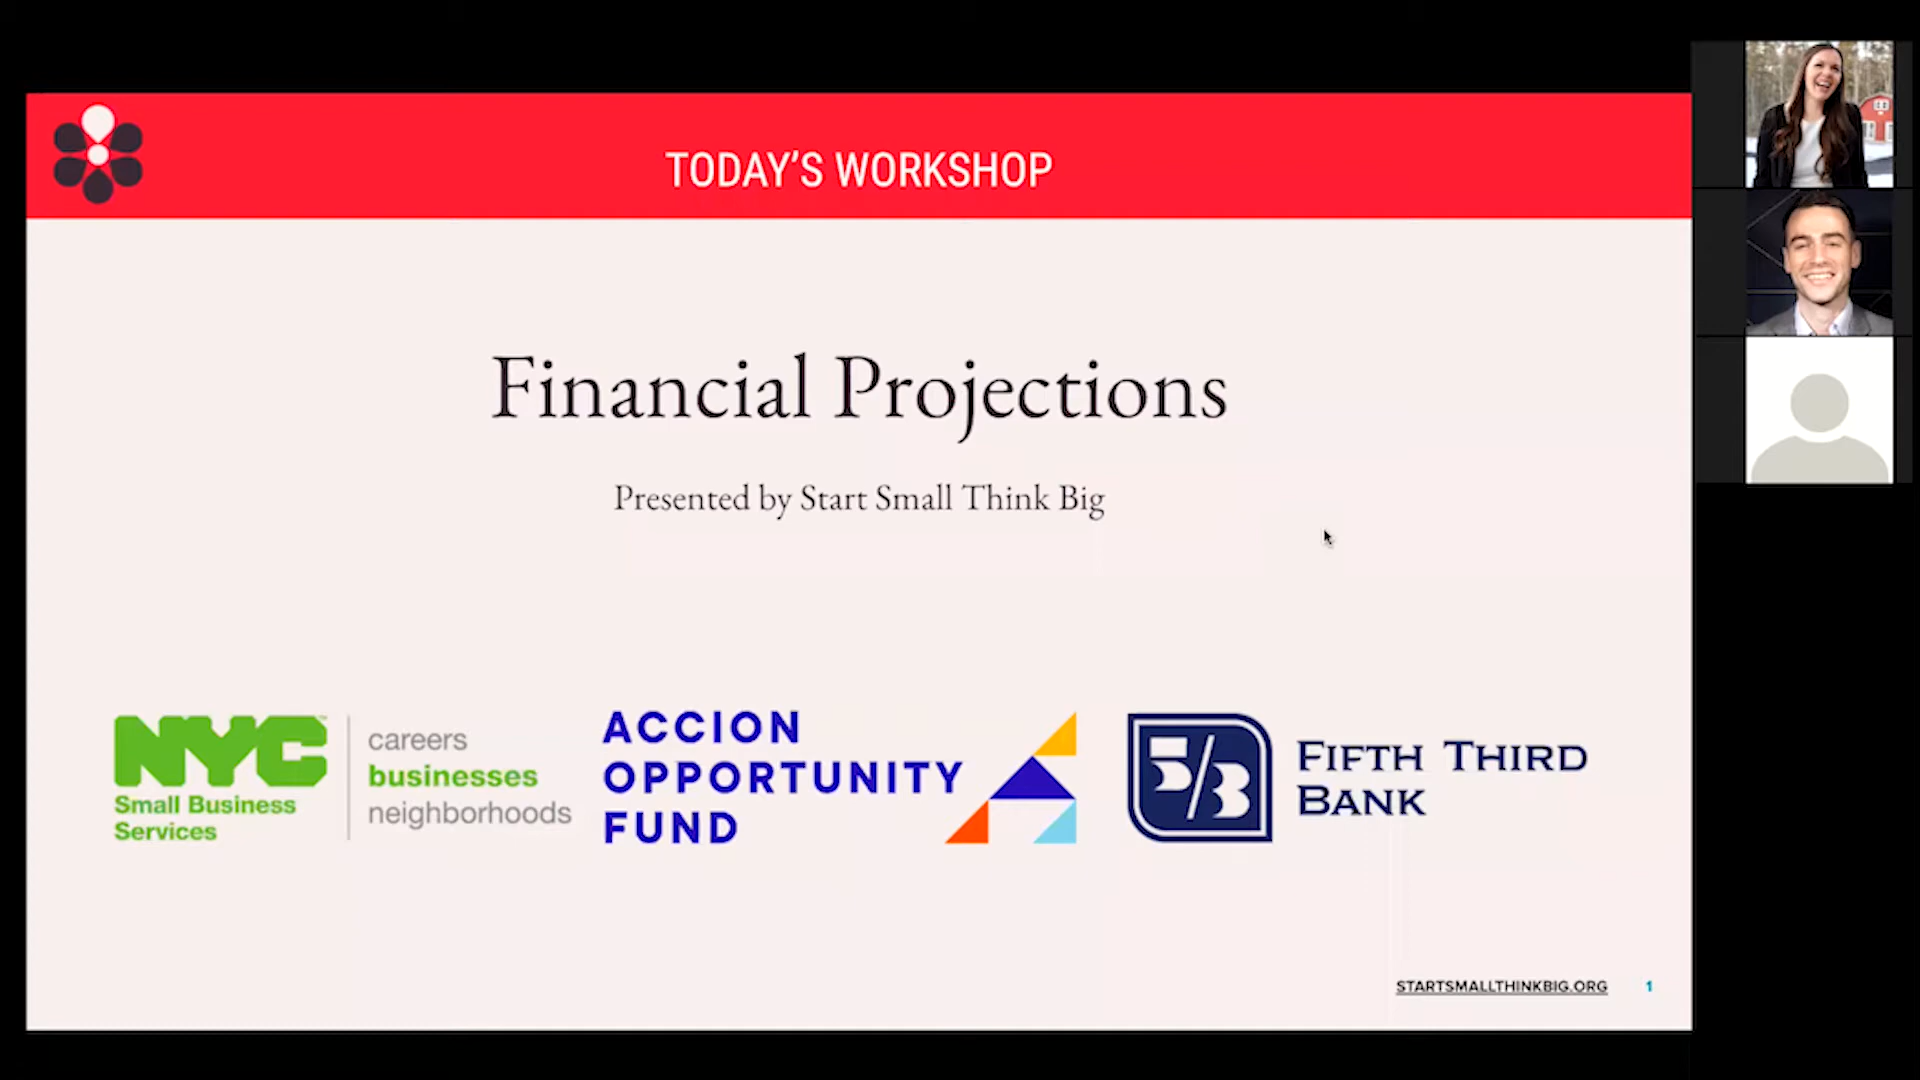 TODAY’S WORKSHOP
Financial Projections
Presented by Start Small Think Big
NYC
Small Business
Services
careers
businesses
neighborhoods
ACCION
OPPORTUNITY
FUND
5/3
FIFTH THIRD
BANK
STARTSMALLTHINKBIG.ORG 1